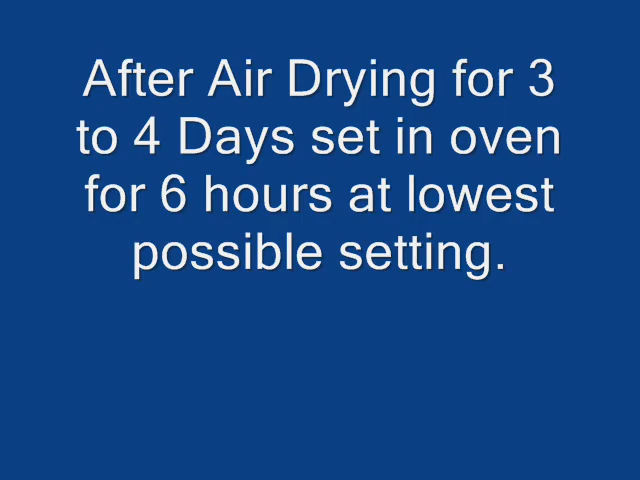 After Air Drying for 3
to 4 Days set in oven
for 6 hours at lowest
possible setting.